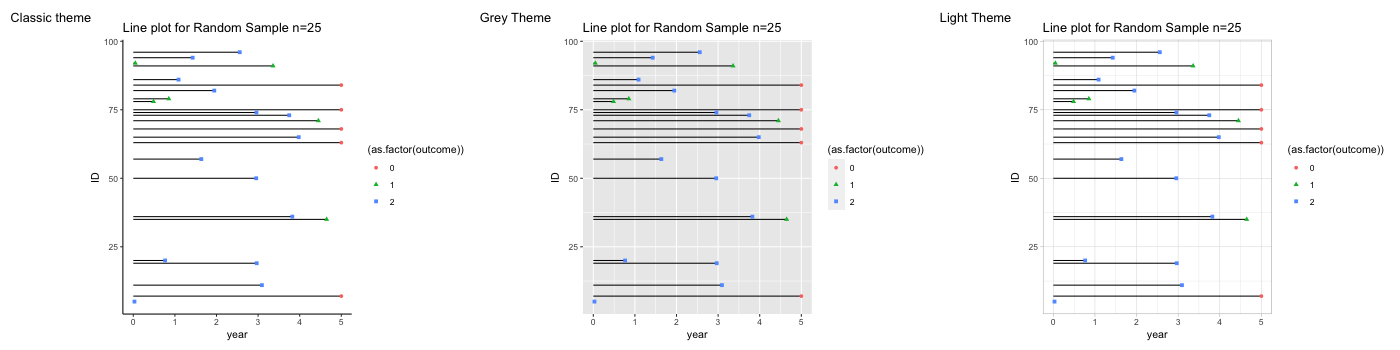 Classic theme
Line plot for Random Sample n=25
100
75
50
25
ID
0 1 2 3 4 5
year
(as.factor(outcome))
0
1
2
Grey Theme
Line plot for Random Sample n=25
100
75
50
25
ID
0 1 2 3 4 5
year
(as.factor(outcome))
0
1
2
Light Theme
Line plot for Random Sample n=25
100
75
50
25
ID
0 1 2 3 4 5
year
(as.factor(outcome))
0
1
2